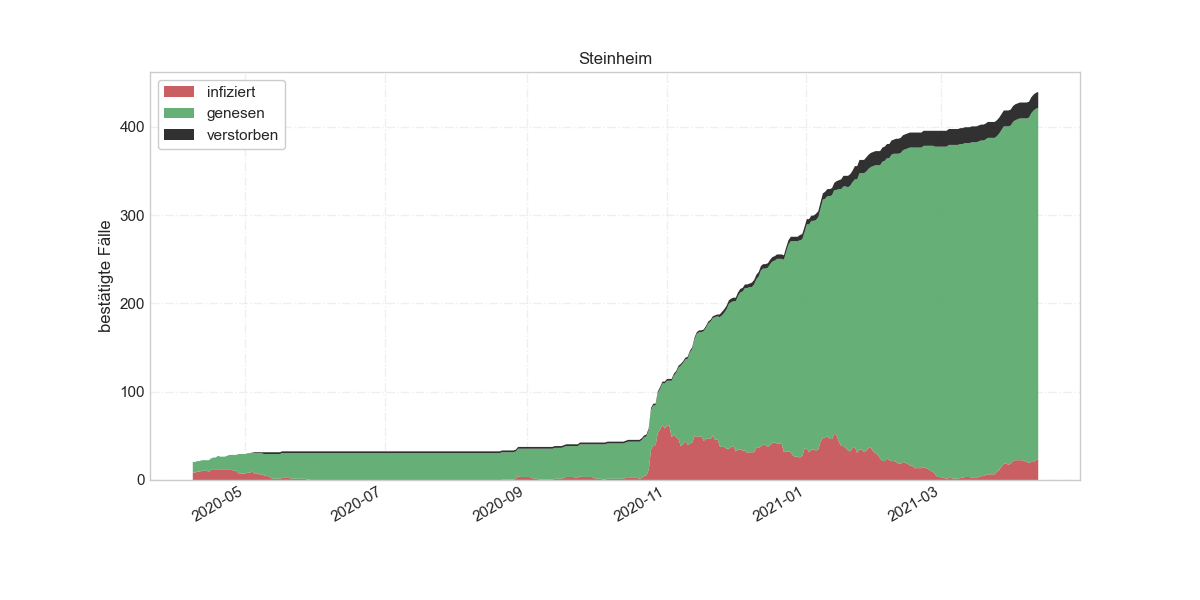 Steinheim
infiziert
genesen
verstorben
bestätigte Fälle
400
300
200
100
0
2020-05
2020-07
2020-09
2020-11
2021-01
2021-03